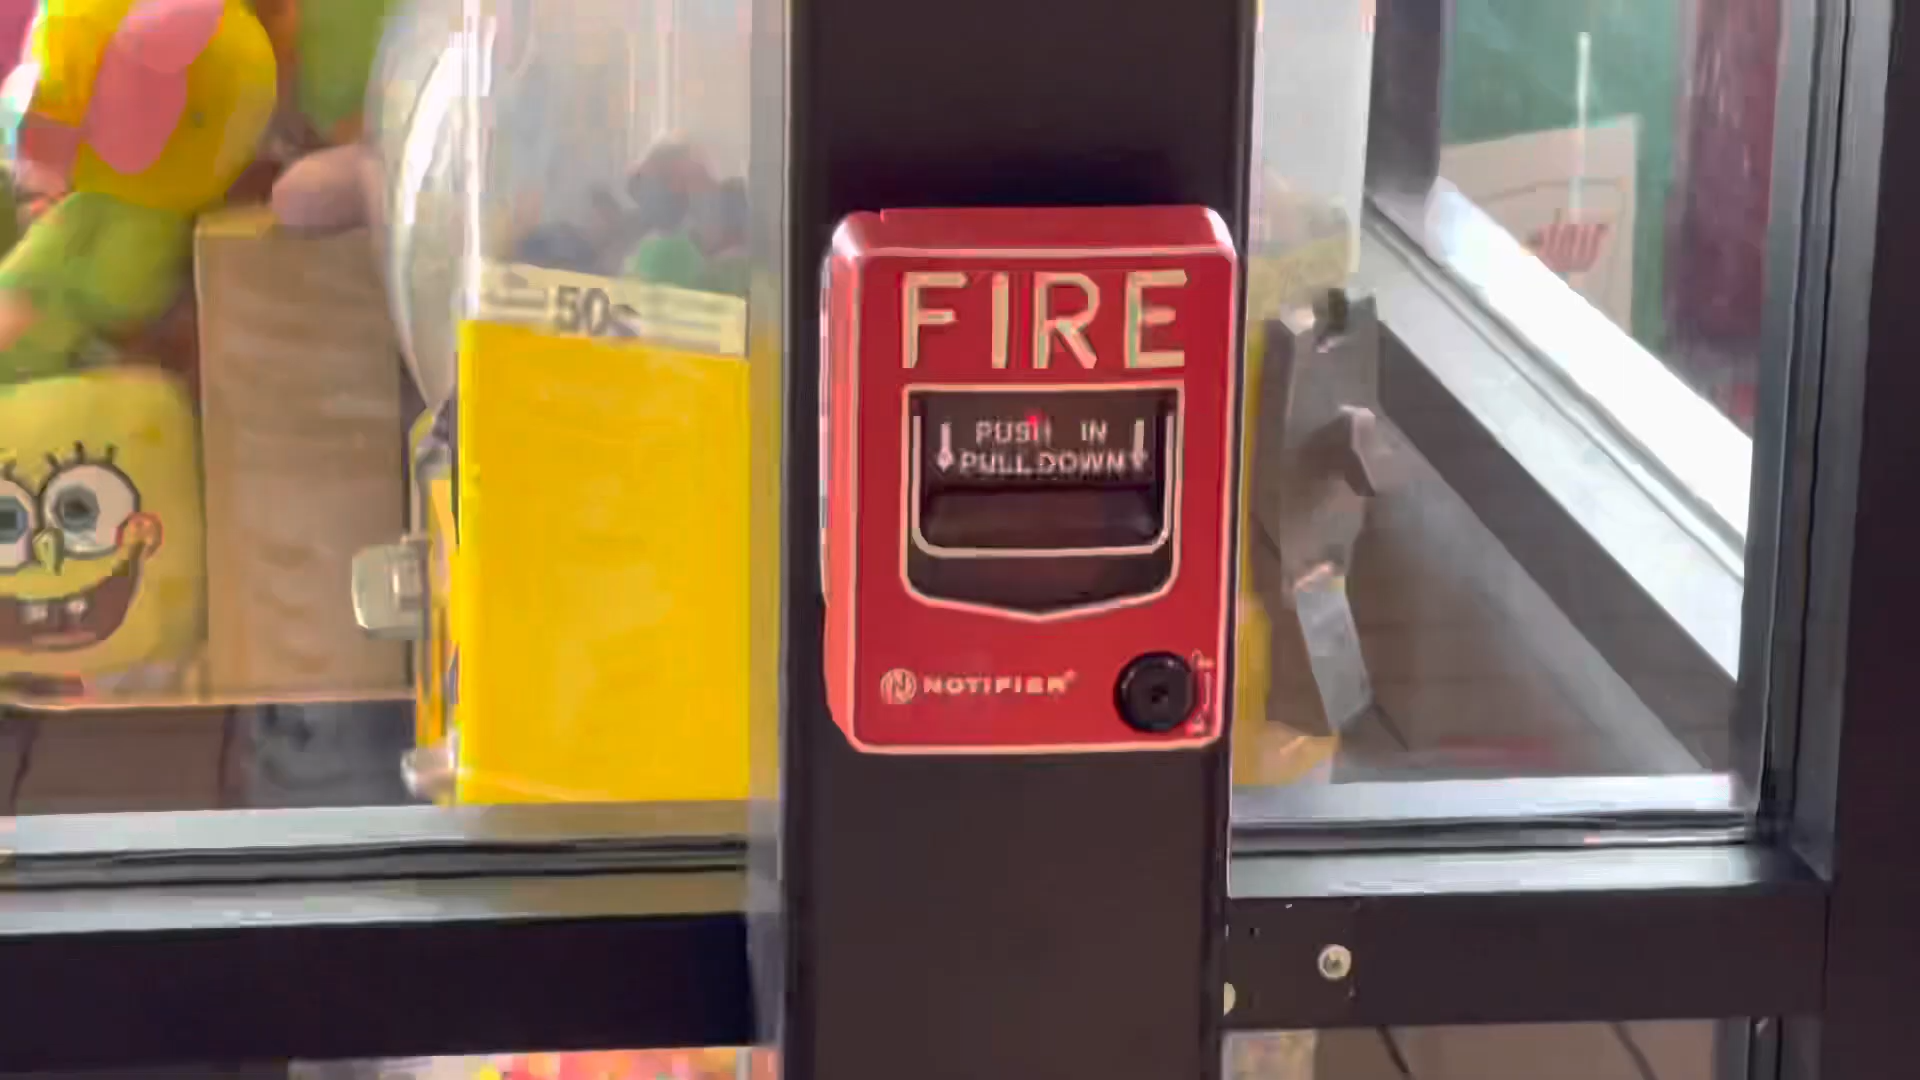 50¢
FIRE
PUSH IN
PULL DOWN
NOTIFIER